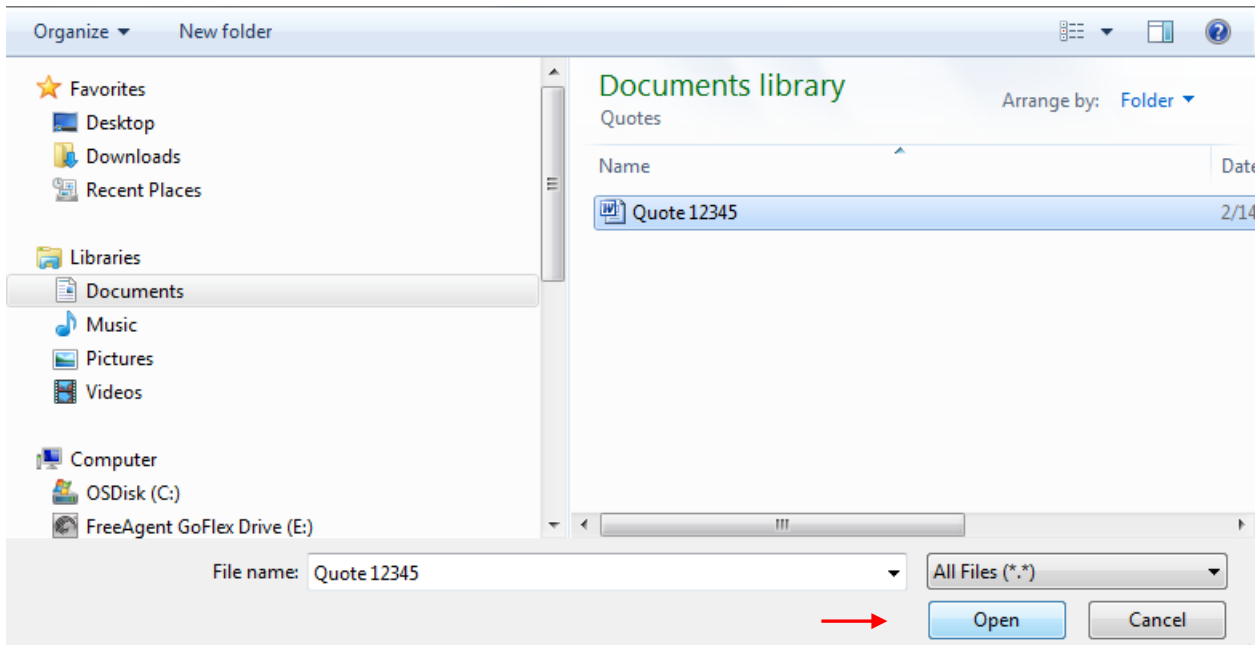 Organize New folder
Favorites
Desktop
Downloads
Recent Places
Libraries
Documents
Music
Pictures
Videos
Computer
OSDisk (C:)
FreeAgent GoFlex Drive (E:)
Documents library
Quotes
Arrange by: Folder
Name Date
Quote 12345 2/14
File name: Quote 12345 All Files (*.*)
Open Cancel